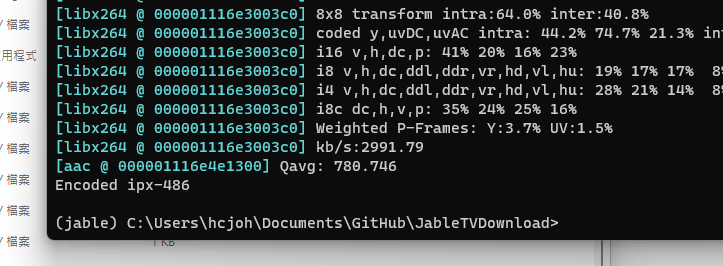 [libx264 @ 000001116e3003c0] 8x8 transform intra:64.0% inter:40.8%
[libx264 @ 000001116e3003c0] coded y,uvDC,uvAC intra: 44.2% 74.7% 21.3%
[libx264 @ 000001116e3003c0] i16 v,h,dc,p: 41% 20% 16% 23%
[libx264 @ 000001116e3003c0] i8 v,h,dc,ddl,ddr,vr,hd,vl,hu: 19% 17% 17%
[libx264 @ 000001116e3003c0] i4 v,h,dc,ddl,ddr,vr,hd,vl,hu: 28% 21% 14%
[libx264 @ 000001116e3003c0] i8c dc,h,v,p: 35% 24% 25% 16%
[libx264 @ 000001116e3003c0] Weighted P-Frames: Y:3.7% UV:1.5%
[libx264 @ 000001116e3003c0] kb/s:2991.79
[aac @ 000001116e4e1300] Qavg: 780.746
Encoded ipx-486
(jable) C:\Users\hcjoh\Documents\GitHub\JableTVDownload>
檔案
用程式
檔案
檔案
檔案
檔案
檔案
檔案
1 KB